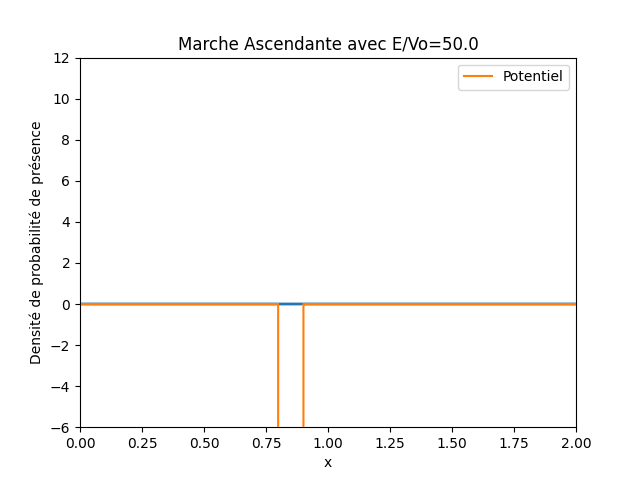 Marche Ascendante avec E/Vo=50.0
Potentiel
Densité de probabilité de présence
12
10
8
6
4
2
0
−2
−4
−6
0.00 0.25 0.50 0.75 1.00 1.25 1.50 1.75 2.00
x